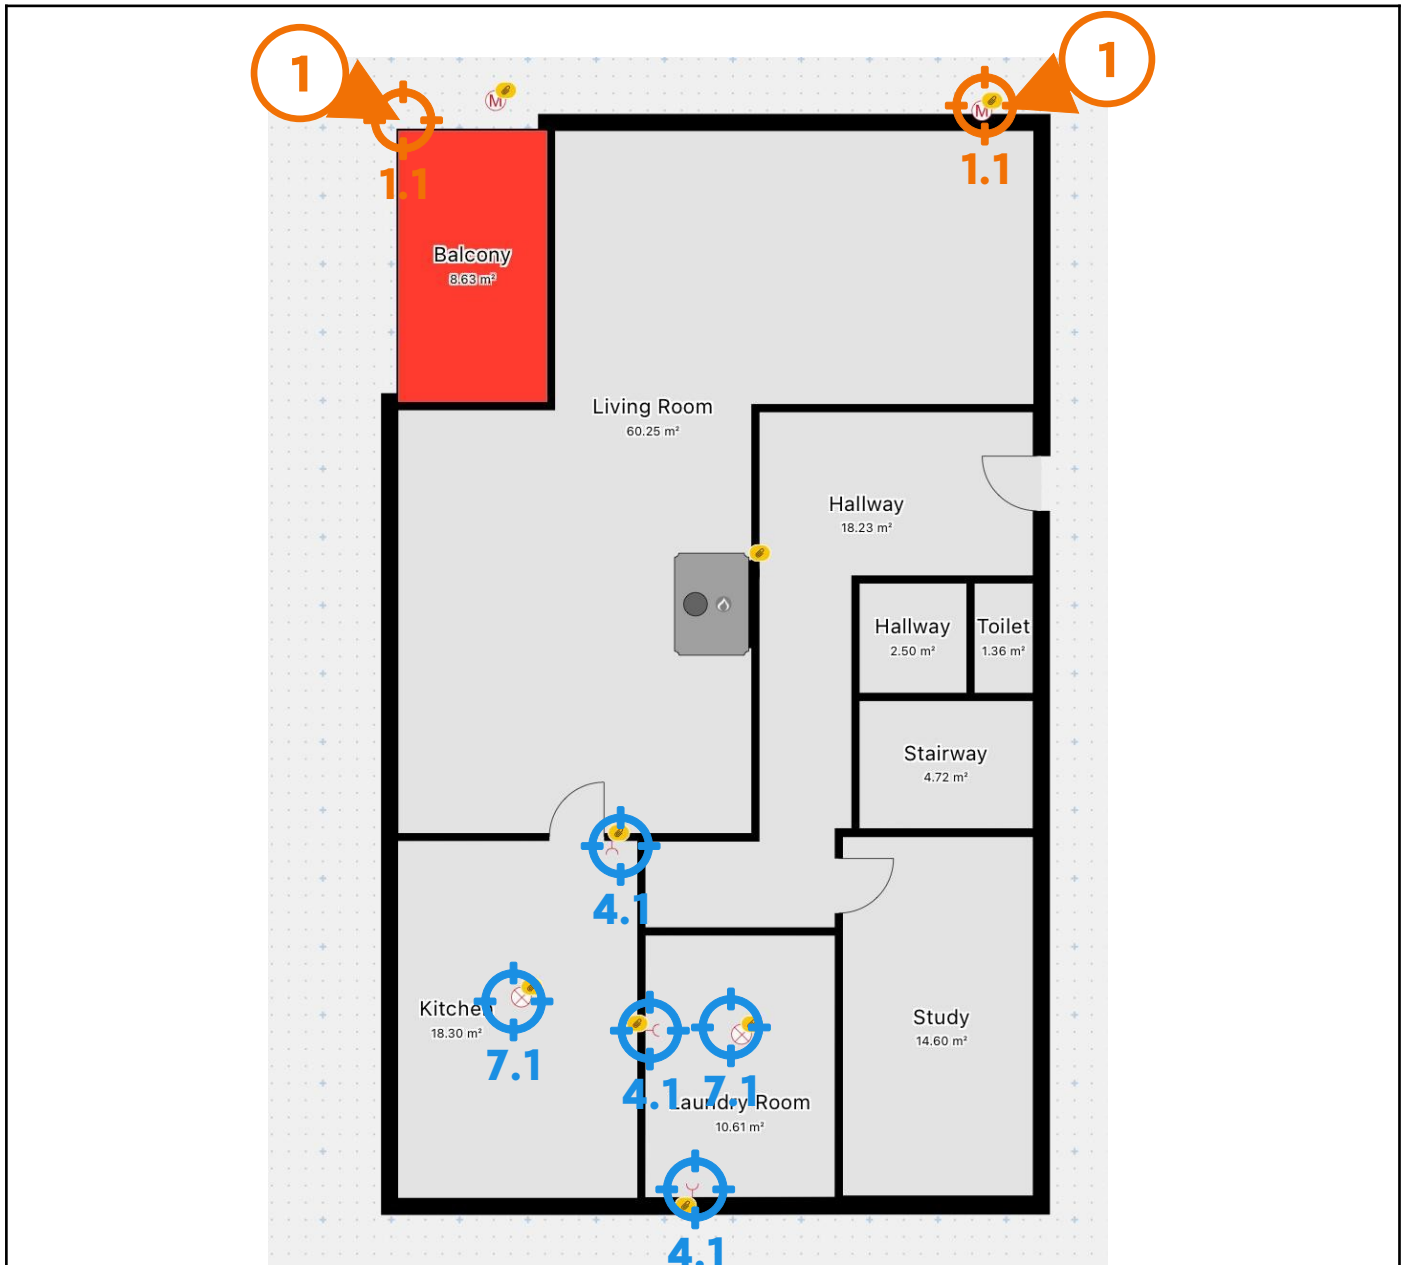 1
1
M
M
1.1
1.1
Balcony
8.63 m²
Living Room
60.25 m²
Hallway
18.23 m²
Hallway
2.50 m²
Toilet
1.36 m²
Stairway
4.72 m²
4.1
Kitchen
18.30 m²
7.1
4.1
7.1
Laundry Room
10.61 m²
Study
14.60 m²
4.1